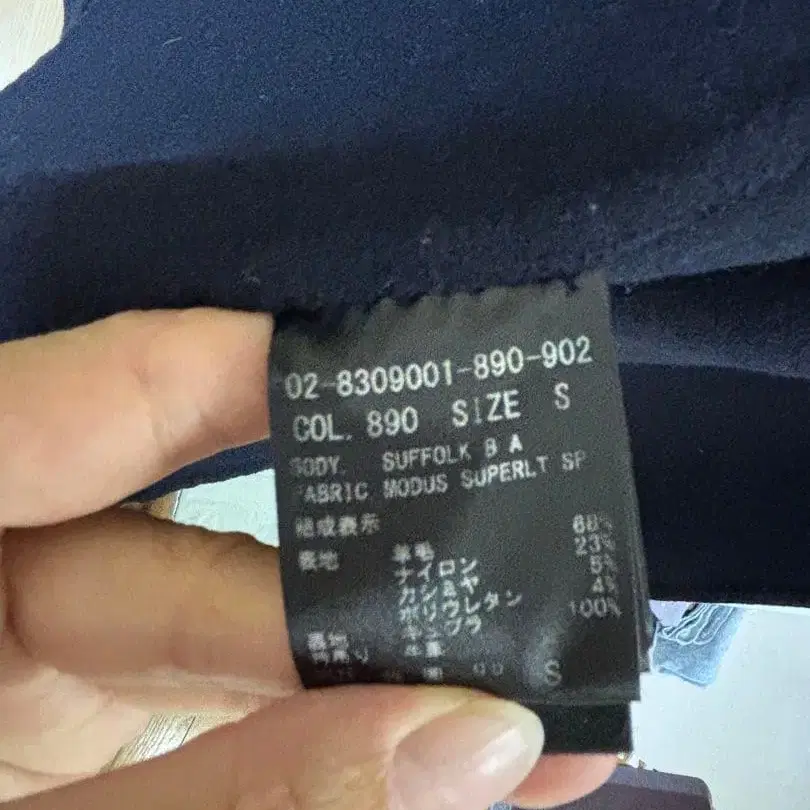 02-8309001-890-902
COL. 890 SIZE S
BODY. SUFFOLK B A
FABRIC MODUS SUPERLT SP
組成表示
表地 羊毛 68%
ナイロン 23%
カシミヤ 5%
ポリウレタン 4%
キュプラ 100%
S